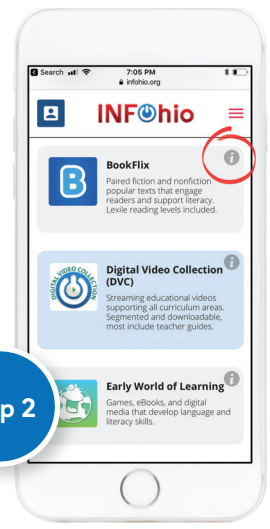 Search 7:05 PM
infohio.org
INFOhio
BookFlix
Paired fiction and nonfiction
popular texts that engage
readers and support literacy.
Lexile reading levels included.
B
i
Digital Video Collection
(DVC)
Streaming educational videos
supporting all curriculum areas.
Segmented and downloadable,
most include teacher guides.
DIGITAL VIDEO COLLECTION
i
Early World of Learning
Games, eBooks, and digital
media that develop language and
literacy skills.
i
p 2